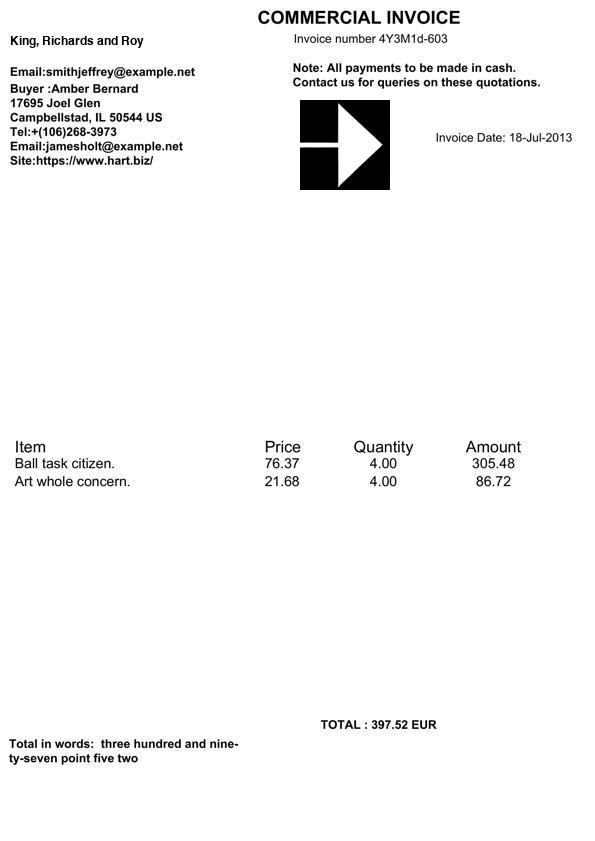 COMMERCIAL INVOICE
King, Richards and Roy
Invoice number 4Y3M1d-603
Email:smithjeffrey@example.net
Note: All payments to be made in cash.
Contact us for queries on these quotations.
Buyer :Amber Bernard
17695 Joel Glen
Campbellstad, IL 50544 US
Tel:+(106)268-3973
Email:jamesholt@example.net
Site:https://www.hart.biz/
Invoice Date: 18-Jul-2013
Item Price Quantity Amount
Ball task citizen. 76.37 4.00 305.48
Art whole concern. 21.68 4.00 86.72
TOTAL : 397.52 EUR
Total in words:  three hundred and nine-
ty-seven point five two